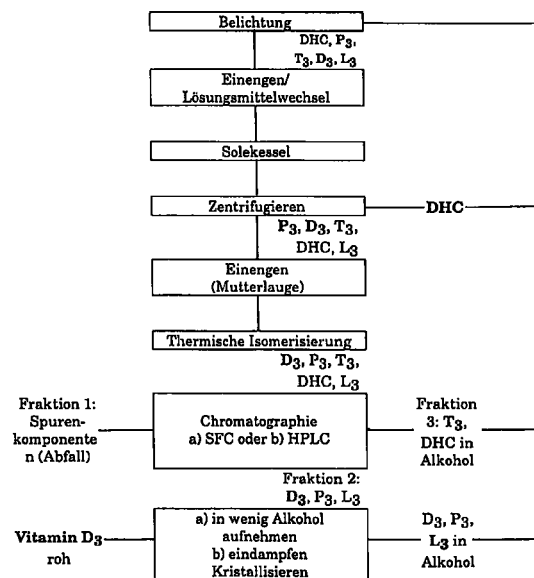 Belichtung
DHC, P3,
T3, D3, L3
Einengen/
Lösungsmittelwechsel
Solekessel
Zentrifugieren
DHC
P3, D3, T3,
DHC, L3
Einengen
(Mutterlauge)
Thermische Isomerisierung
D3, P3, T3,
DHC, L3
Fraktion 1:
Spuren-
komponente
n (Abfall)
Chromatographie
a) SFC oder b) HPLC
Fraktion
3: T3,
DHC in
Alkohol
Fraktion 2:
D3, P3, L3
Vitamin D3
roh
a) in wenig Alkohol
aufnehmen
b) eindampfen
Kristallisieren
D3, P3,
L3 in
Alkohol